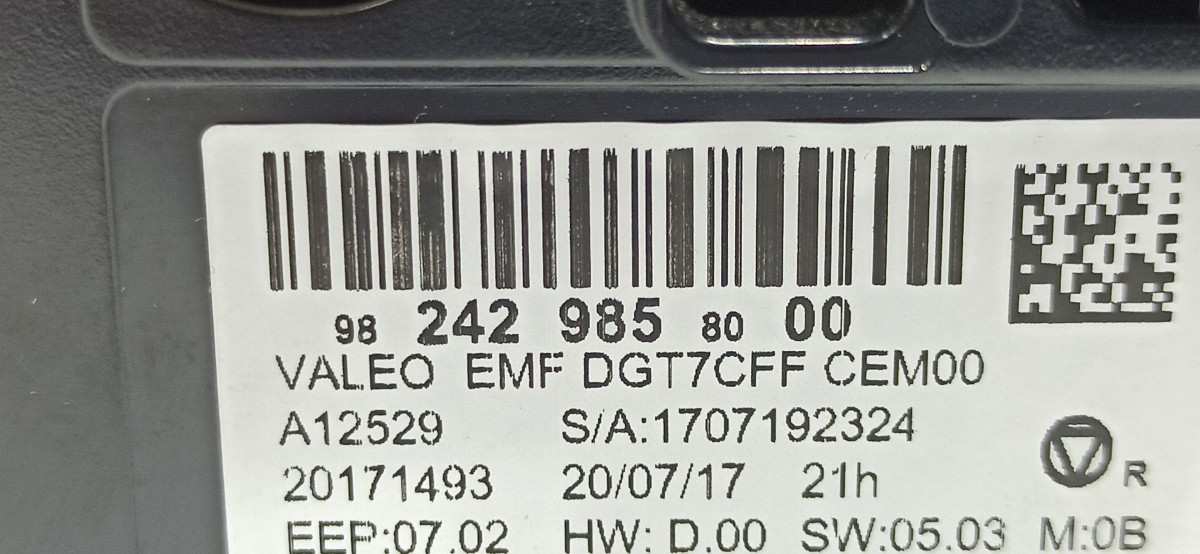 98 242 985 80 00
VALEO EMF DGT7CFF CEM00
A12529 S/A:1707192324
20171493 20/07/17 21h R
EEP:07.02 HW: D.00 SW:05.03 M:0B